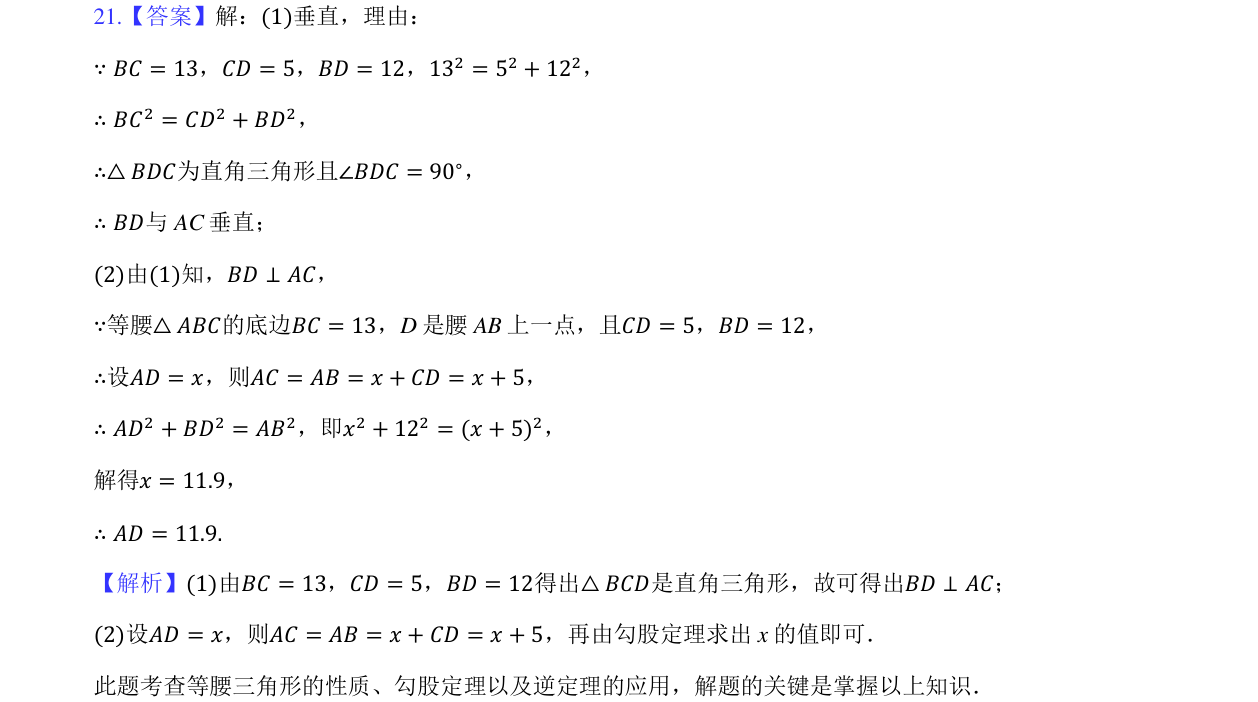 21.【答案】解：(1)垂直，理由：
∵ BC = 13，CD = 5，BD = 12，13² = 5² + 12²，
∴ BC² = CD² + BD²，
∴△ BDC为直角三角形且∠BDC = 90°，
∴ BD与 AC 垂直；
(2)由(1)知，BD ⊥ AC，
∵等腰△ ABC的底边BC = 13，D 是腰 AB 上一点，且CD = 5，BD = 12，
∴设AD = x，则AC = AB = x + CD = x + 5，
∴ AD² + BD² = AB²，即x² + 12² = (x + 5)²，
解得x = 11.9，
∴ AD = 11.9.
【解析】(1)由BC = 13，CD = 5，BD = 12得出△ BCD是直角三角形，故可得出BD ⊥ AC；
(2)设AD = x，则AC = AB = x + CD = x + 5，再由勾股定理求出 x 的值即可．
此题考查等腰三角形的性质、勾股定理以及逆定理的应用，解题的关键是掌握以上知识．